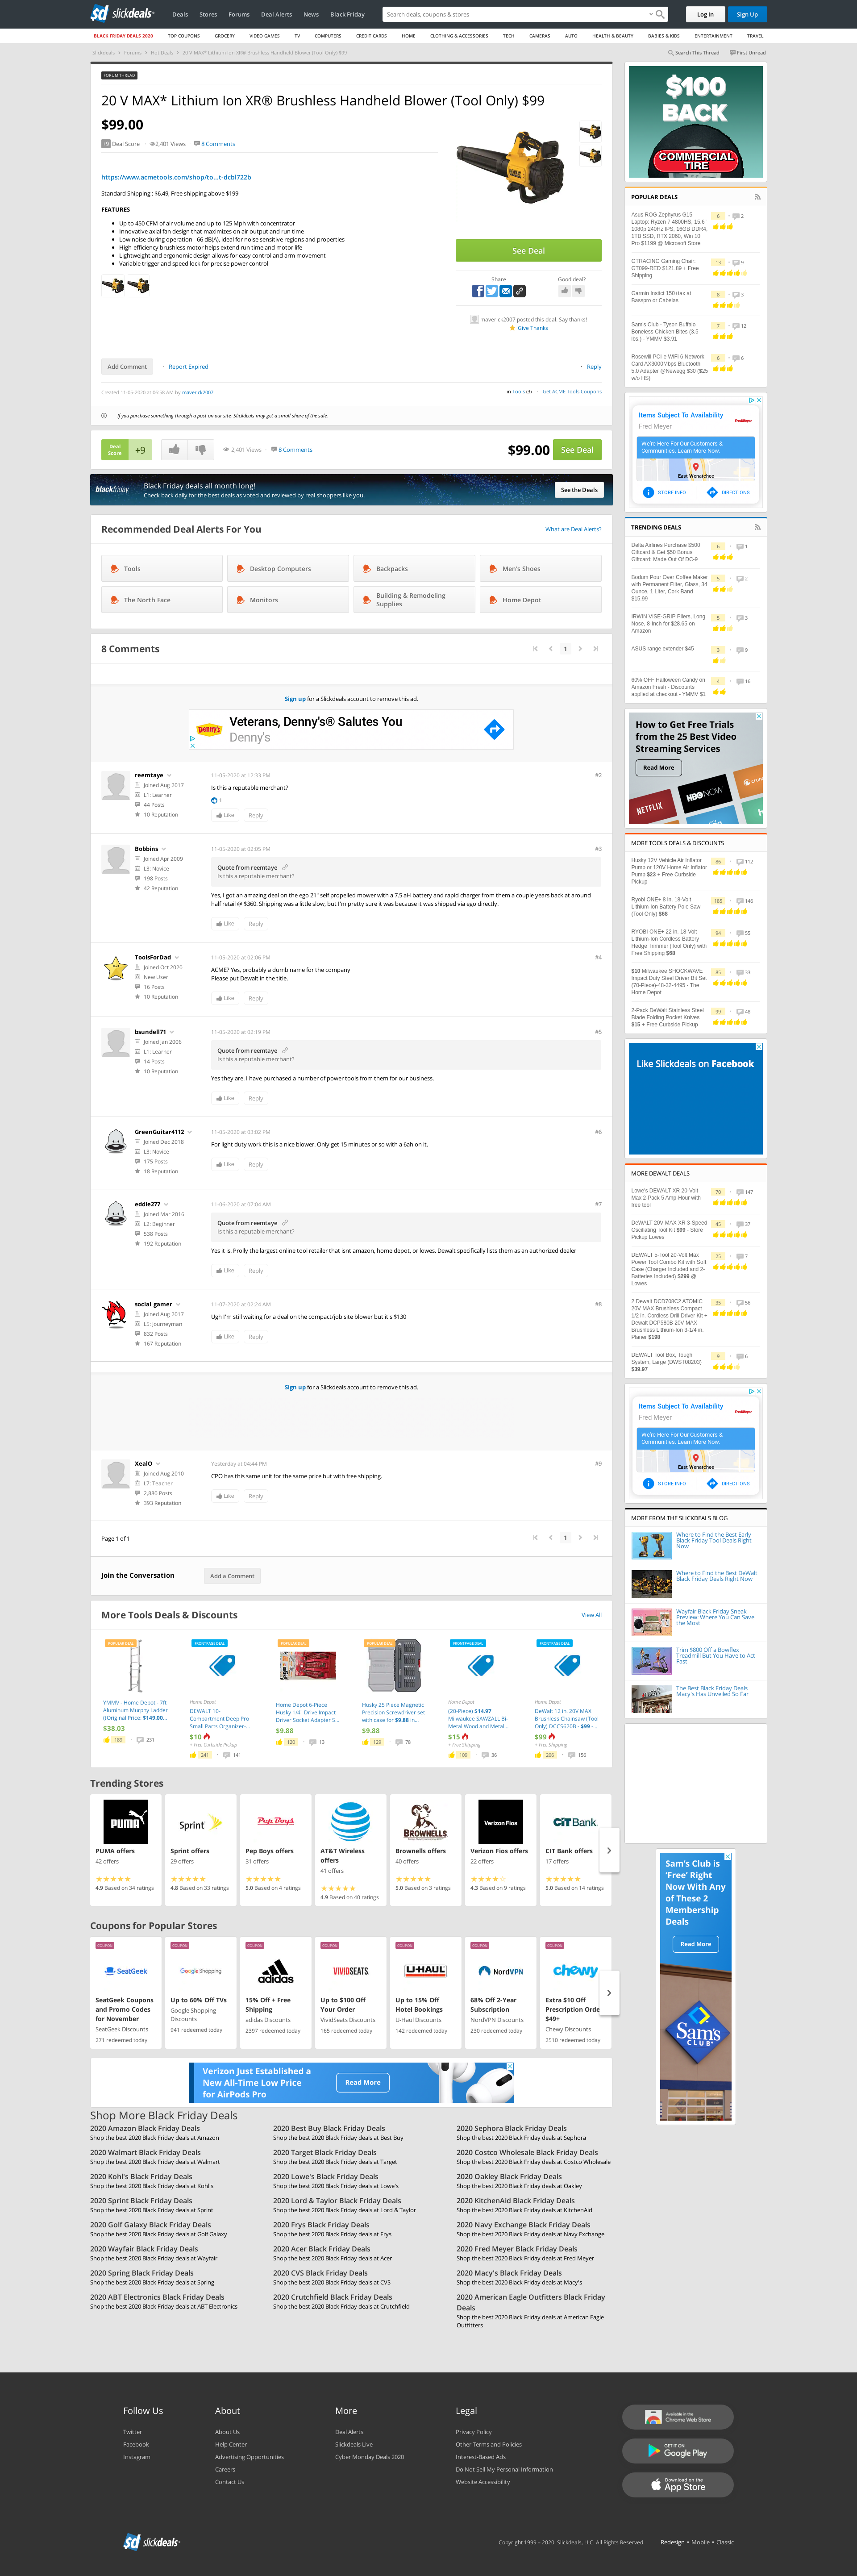 slickdeals
Deals
Stores
Forums
Deal Alerts
News
Black Friday
Search deals, coupons & stores
Log In
Sign Up
BLACK FRIDAY DEALS 2020
TOP COUPONS
GROCERY
VIDEO GAMES
TV
COMPUTERS
CREDIT CARDS
HOME
CLOTHING & ACCESSORIES
TECH
CAMERAS
AUTO
HEALTH & BEAUTY
BABIES & KIDS
ENTERTAINMENT
TRAVEL
Slickdeals > Forums > Hot Deals > 20 V MAX* Lithium Ion XR® Brushless Handheld Blower (Tool Only) $99
Search This Thread
First Unread
FORUM THREAD
20 V MAX* Lithium Ion XR® Brushless Handheld Blower (Tool Only) $99
$99.00
+9 Deal Score
2,401 Views
8 Comments
https://www.acmetools.com/shop/to...t-dcbl722b
Standard Shipping : $6.49, Free shipping above $199
FEATURES
Up to 450 CFM of air volume and up to 125 Mph with concentrator
Innovative axial fan design that maximizes on air output and run time
Low noise during operation - 66 dB(A), ideal for noise sensitive regions and properties
High-efficiency brushless motor helps extend run time and motor life
Lightweight and ergonomic design allows for easy control and arm movement
Variable trigger and speed lock for precise power control
See Deal
Share
Good deal?
maverick2007 posted this deal. Say thanks!
Give Thanks
Add Comment
Report Expired
Reply
Created 11-05-2020 at 06:58 AM by maverick2007
in Tools (3)
Get ACME Tools Coupons
If you purchase something through a post on our site, Slickdeals may get a small share of the sale.
Deal Score +9
2,401 Views
8 Comments
$99.00
See Deal
blackfriday
Black Friday deals all month long!
Check back daily for the best deals as voted and reviewed by real shoppers like you.
See the Deals
Recommended Deal Alerts For You
What are Deal Alerts?
Tools
Desktop Computers
Backpacks
Men's Shoes
The North Face
Monitors
Building & Remodeling Supplies
Home Depot
8 Comments
1
Sign up for a Slickdeals account to remove this ad.
Denny's
Veterans, Denny's® Salutes You
Denny's
reemtaye
Joined Aug 2017
L1: Learner
44 Posts
10 Reputation
11-05-2020 at 12:33 PM
#2
Is this a reputable merchant?
1
Like
Reply
Bobbins
Joined Apr 2009
L3: Novice
198 Posts
42 Reputation
11-05-2020 at 02:05 PM
#3
Quote from reemtaye
Is this a reputable merchant?
Yes, I got an amazing deal on the ego 21" self propelled mower with a 7.5 aH battery and rapid charger from them a couple years back at around
half retail @ $360. Shipping was a little slow, but I'm pretty sure it was because it was shipped via ego directly.
Like
Reply
ToolsForDad
Joined Oct 2020
New User
16 Posts
10 Reputation
11-05-2020 at 02:06 PM
#4
ACME? Yes, probably a dumb name for the company
Please put Dewalt in the title.
Like
Reply
bsundell71
Joined Jan 2006
L1: Learner
14 Posts
10 Reputation
11-05-2020 at 02:19 PM
#5
Quote from reemtaye
Is this a reputable merchant?
Yes they are. I have purchased a number of power tools from them for our business.
Like
Reply
GreenGuitar4112
Joined Dec 2018
L3: Novice
175 Posts
18 Reputation
11-05-2020 at 03:02 PM
#6
For light duty work this is a nice blower. Only get 15 minutes or so with a 6ah on it.
Like
Reply
eddie277
Joined Mar 2016
L2: Beginner
538 Posts
192 Reputation
11-06-2020 at 07:04 AM
#7
Quote from reemtaye
Is this a reputable merchant?
Yes it is. Prolly the largest online tool retailer that isnt amazon, home depot, or lowes. Dewalt specifically lists them as an authorized dealer
Like
Reply
social_gamer
Joined Aug 2017
L5: Journeyman
832 Posts
167 Reputation
11-07-2020 at 02:24 AM
#8
Ugh I'm still waiting for a deal on the compact/job site blower but it's $130
Like
Reply
Sign up for a Slickdeals account to remove this ad.
XealO
Joined Aug 2010
L7: Teacher
2,880 Posts
393 Reputation
Yesterday at 04:44 PM
#9
CPO has this same unit for the same price but with free shipping.
Like
Reply
Page 1 of 1
1
Join the Conversation
Add a Comment
More Tools Deals & Discounts
View All
POPULAR DEAL
YMMV - Home Depot - 7ft Aluminum Murphy Ladder ((Original Price: $149.00...
$38.03
189
231
FRONTPAGE DEAL
Home Depot
DEWALT 10-Compartment Deep Pro Small Parts Organizer-...
$10
+ Free Curbside Pickup
241
141
POPULAR DEAL
Home Depot 6-Piece Husky 1/4" Drive Impact Driver Socket Adapter S...
$9.88
120
13
POPULAR DEAL
Husky 25 Piece Magnetic Precision Screwdriver set with case for $9.88 in...
$9.88
129
78
FRONTPAGE DEAL
Home Depot
(20-Piece) $14.97 Milwaukee SAWZALL Bi-Metal Wood and Metal...
$15
+ Free Shipping
109
36
FRONTPAGE DEAL
Home Depot
DeWalt 12 in. 20V MAX Brushless Chainsaw (Tool Only) DCCS620B - $99 -...
$99
+ Free Shipping
206
156
Trending Stores
PUMA
PUMA offers
42 offers
4.9 Based on 34 ratings
Sprint
Sprint offers
29 offers
4.8 Based on 33 ratings
Pep Boys
Pep Boys offers
31 offers
5.0 Based on 4 ratings
AT&T Wireless offers
41 offers
4.9 Based on 40 ratings
BROWNELLS
Brownells offers
40 offers
5.0 Based on 3 ratings
Verizon Fios
Verizon Fios offers
22 offers
4.3 Based on 9 ratings
CIT Bank
CIT Bank offers
17 offers
5.0 Based on 14 ratings
Coupons for Popular Stores
COUPON
SeatGeek
SeatGeek Coupons and Promo Codes for November
SeatGeek Discounts
271 redeemed today
COUPON
Google Shopping
Up to 60% Off TVs
Google Shopping Discounts
941 redeemed today
COUPON
adidas
15% Off + Free Shipping
adidas Discounts
2397 redeemed today
COUPON
VIVIDSEATS
Up to $100 Off Your Order
VividSeats Discounts
165 redeemed today
COUPON
U-HAUL
Up to 15% Off Hotel Bookings
U-Haul Discounts
142 redeemed today
COUPON
NordVPN
68% Off 2-Year Subscription
NordVPN Discounts
230 redeemed today
COUPON
chewy
Extra $10 Off Prescription Orde $49+
Chewy Discounts
2510 redeemed today
Verizon Just Established a New All-Time Low Price for AirPods Pro
Read More
Shop More Black Friday Deals
2020 Amazon Black Friday Deals
Shop the best 2020 Black Friday deals at Amazon
2020 Best Buy Black Friday Deals
Shop the best 2020 Black Friday deals at Best Buy
2020 Sephora Black Friday Deals
Shop the best 2020 Black Friday deals at Sephora
2020 Walmart Black Friday Deals
Shop the best 2020 Black Friday deals at Walmart
2020 Target Black Friday Deals
Shop the best 2020 Black Friday deals at Target
2020 Costco Wholesale Black Friday Deals
Shop the best 2020 Black Friday deals at Costco Wholesale
2020 Kohl's Black Friday Deals
Shop the best 2020 Black Friday deals at Kohl's
2020 Lowe's Black Friday Deals
Shop the best 2020 Black Friday deals at Lowe's
2020 Oakley Black Friday Deals
Shop the best 2020 Black Friday deals at Oakley
2020 Sprint Black Friday Deals
Shop the best 2020 Black Friday deals at Sprint
2020 Lord & Taylor Black Friday Deals
Shop the best 2020 Black Friday deals at Lord & Taylor
2020 KitchenAid Black Friday Deals
Shop the best 2020 Black Friday deals at KitchenAid
2020 Golf Galaxy Black Friday Deals
Shop the best 2020 Black Friday deals at Golf Galaxy
2020 Frys Black Friday Deals
Shop the best 2020 Black Friday deals at Frys
2020 Navy Exchange Black Friday Deals
Shop the best 2020 Black Friday deals at Navy Exchange
2020 Wayfair Black Friday Deals
Shop the best 2020 Black Friday deals at Wayfair
2020 Acer Black Friday Deals
Shop the best 2020 Black Friday deals at Acer
2020 Fred Meyer Black Friday Deals
Shop the best 2020 Black Friday deals at Fred Meyer
2020 Spring Black Friday Deals
Shop the best 2020 Black Friday deals at Spring
2020 CVS Black Friday Deals
Shop the best 2020 Black Friday deals at CVS
2020 Macy's Black Friday Deals
Shop the best 2020 Black Friday deals at Macy's
2020 ABT Electronics Black Friday Deals
Shop the best 2020 Black Friday deals at ABT Electronics
2020 Crutchfield Black Friday Deals
Shop the best 2020 Black Friday deals at Crutchfield
2020 American Eagle Outfitters Black Friday Deals
Shop the best 2020 Black Friday deals at American Eagle Outfitters
$100 BACK
COMMERCIAL TIRE
POPULAR DEALS
Asus ROG Zephyrus G15 Laptop: Ryzen 7 4800HS, 15.6" 1080p 240Hz IPS, 16GB DDR4, 1TB SSD, RTX 2060, Win 10 Pro $1199 @ Microsoft Store
6
2
GTRACING Gaming Chair: GT099-RED $121.89 + Free Shipping
13
9
Garmin Instict 150+tax at Basspro or Cabelas
8
3
Sam's Club - Tyson Buffalo Boneless Chicken Bites (3.5 lbs.) - YMMV $3.91
7
12
Rosewill PCI-e WiFi 6 Network Card AX3000Mbps Bluetooth 5.0 Adapter @Newegg $30 ($25 w/o HS)
6
6
Items Subject To Availability
Fred Meyer
We're Here For Our Customers & Communities. Learn More Now.
East Wenatchee
STORE INFO
DIRECTIONS
TRENDING DEALS
Delta Airlines Purchase $500 Giftcard & Get $50 Bonus Giftcard: Made Out Of DC-9
6
1
Bodum Pour Over Coffee Maker with Permanent Filter, Glass, 34 Ounce, 1 Liter, Cork Band $15.99
5
2
IRWIN VISE-GRIP Pliers, Long Nose, 8-Inch for $28.65 on Amazon
5
3
ASUS range extender $45
3
9
60% OFF Halloween Candy on Amazon Fresh - Discounts applied at checkout - YMMV $1
4
16
How to Get Free Trials from the 25 Best Video Streaming Services
Read More
NETFLIX
HBO NOW
MORE TOOLS DEALS & DISCOUNTS
Husky 12V Vehicle Air Inflator Pump or 120V Home Air Inflator Pump $23 + Free Curbside Pickup
86
112
Ryobi ONE+ 8 in. 18-Volt Lithium-Ion Battery Pole Saw (Tool Only) $68
185
146
RYOBI ONE+ 22 in. 18-Volt Lithium-Ion Cordless Battery Hedge Trimmer (Tool Only) with Free Shipping $68
94
55
$10 Milwaukee SHOCKWAVE Impact Duty Steel Driver Bit Set (70-Piece)-48-32-4495 - The Home Depot
85
33
2-Pack DeWalt Stainless Steel Blade Folding Pocket Knives $15 + Free Curbside Pickup
99
48
Like Slickdeals on Facebook
MORE DEWALT DEALS
Lowe's DEWALT XR 20-Volt Max 2-Pack 5 Amp-Hour with free tool
70
147
DeWALT 20V MAX XR 3-Speed Oscillating Tool Kit $99 - Store Pickup Lowes
45
37
DEWALT 5-Tool 20-Volt Max Power Tool Combo Kit with Soft Case (Charger Included and 2-Batteries Included) $299 @ Lowes
25
7
2 Dewalt DCD708C2 ATOMIC 20V MAX Brushless Compact 1/2 in. Cordless Drill Driver Kit + Dewalt DCP580B 20V MAX Brushless Lithium-Ion 3-1/4 in. Planer $198
35
56
DEWALT Tool Box, Tough System, Large (DWST08203) $39.97
9
6
Items Subject To Availability
Fred Meyer
We're Here For Our Customers & Communities. Learn More Now.
East Wenatchee
STORE INFO
DIRECTIONS
MORE FROM THE SLICKDEALS BLOG
Where to Find the Best Early Black Friday Tool Deals Right Now
Where to Find the Best DeWalt Black Friday Deals Right Now
Wayfair Black Friday Sneak Preview: Where You Can Save the Most
Trim $800 Off a Bowflex Treadmill But You Have to Act Fast
The Best Black Friday Deals Macy's Has Unveiled So Far
Sam's Club is 'Free' Right Now With Any of These 2 Membership Deals
Read More
Sam's CLUB
Follow Us
Twitter
Facebook
Instagram
About
About Us
Help Center
Advertising Opportunities
Careers
Contact Us
More
Deal Alerts
Slickdeals Live
Cyber Monday Deals 2020
Legal
Privacy Policy
Other Terms and Policies
Interest-Based Ads
Do Not Sell My Personal Information
Website Accessibility
Available in the Chrome Web Store
GET IT ON Google Play
Download on the App Store
slickdeals
Copyright 1999 - 2020. Slickdeals, LLC. All Rights Reserved.
Redesign • Mobile • Classic